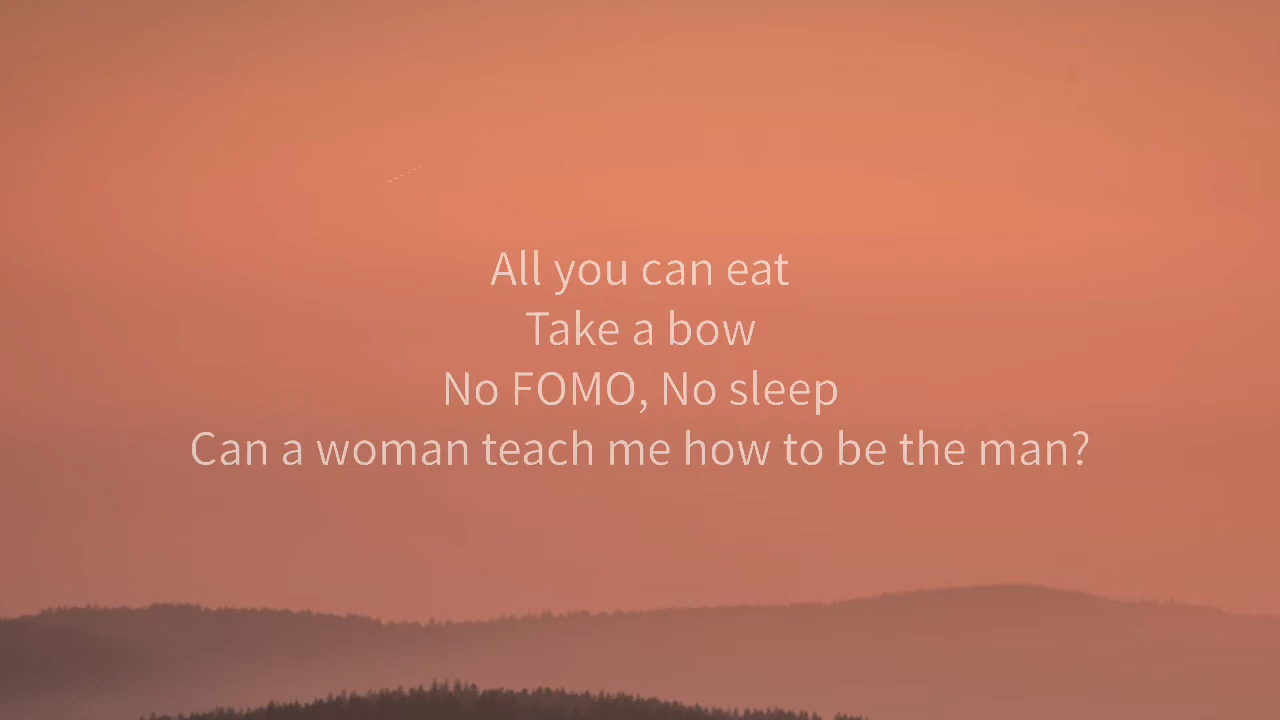 All you can eat
Take a bow
No FOMO, No sleep
Can a woman teach me how to be the man?